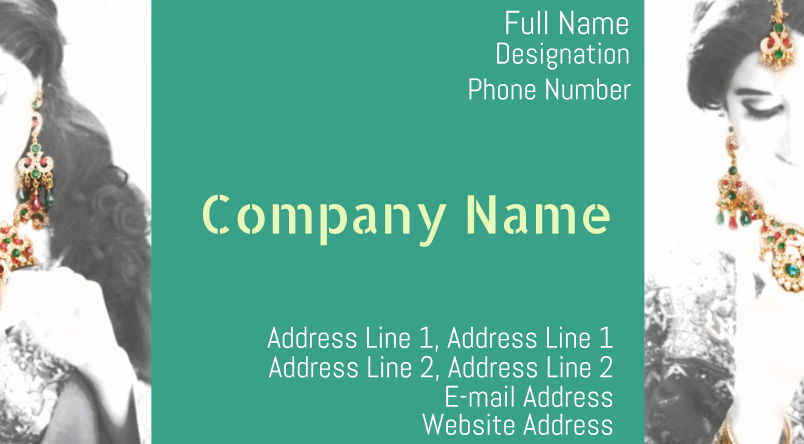 Full Name
Designation
Phone Number
Company Name
Address Line 1, Address Line 1
Address Line 2, Address Line 2
E-mail Address
Website Address